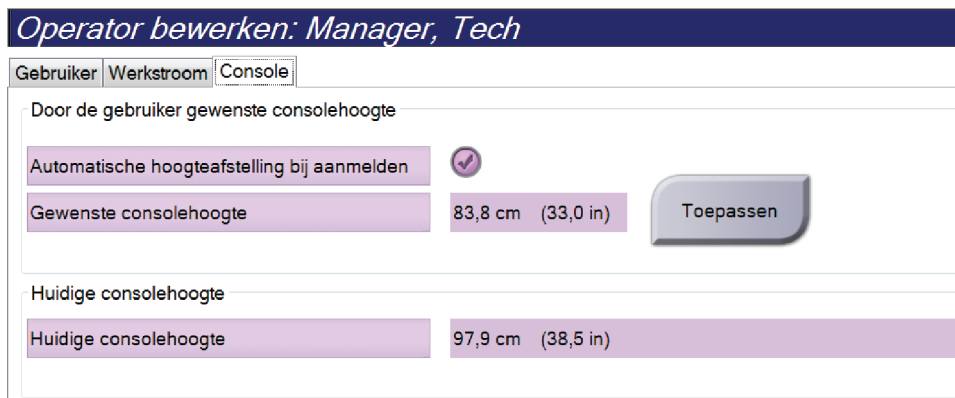 Operator bewerken: Manager, Tech
Gebruiker Werkstroom Console
Door de gebruiker gewenste consolehoogte
Automatische hoogteafstelling bij aanmelden
Gewenste consolehoogte 83,8 cm (33,0 in) Toepassen
Huidige consolehoogte
Huidige consolehoogte 97,9 cm (38,5 in)